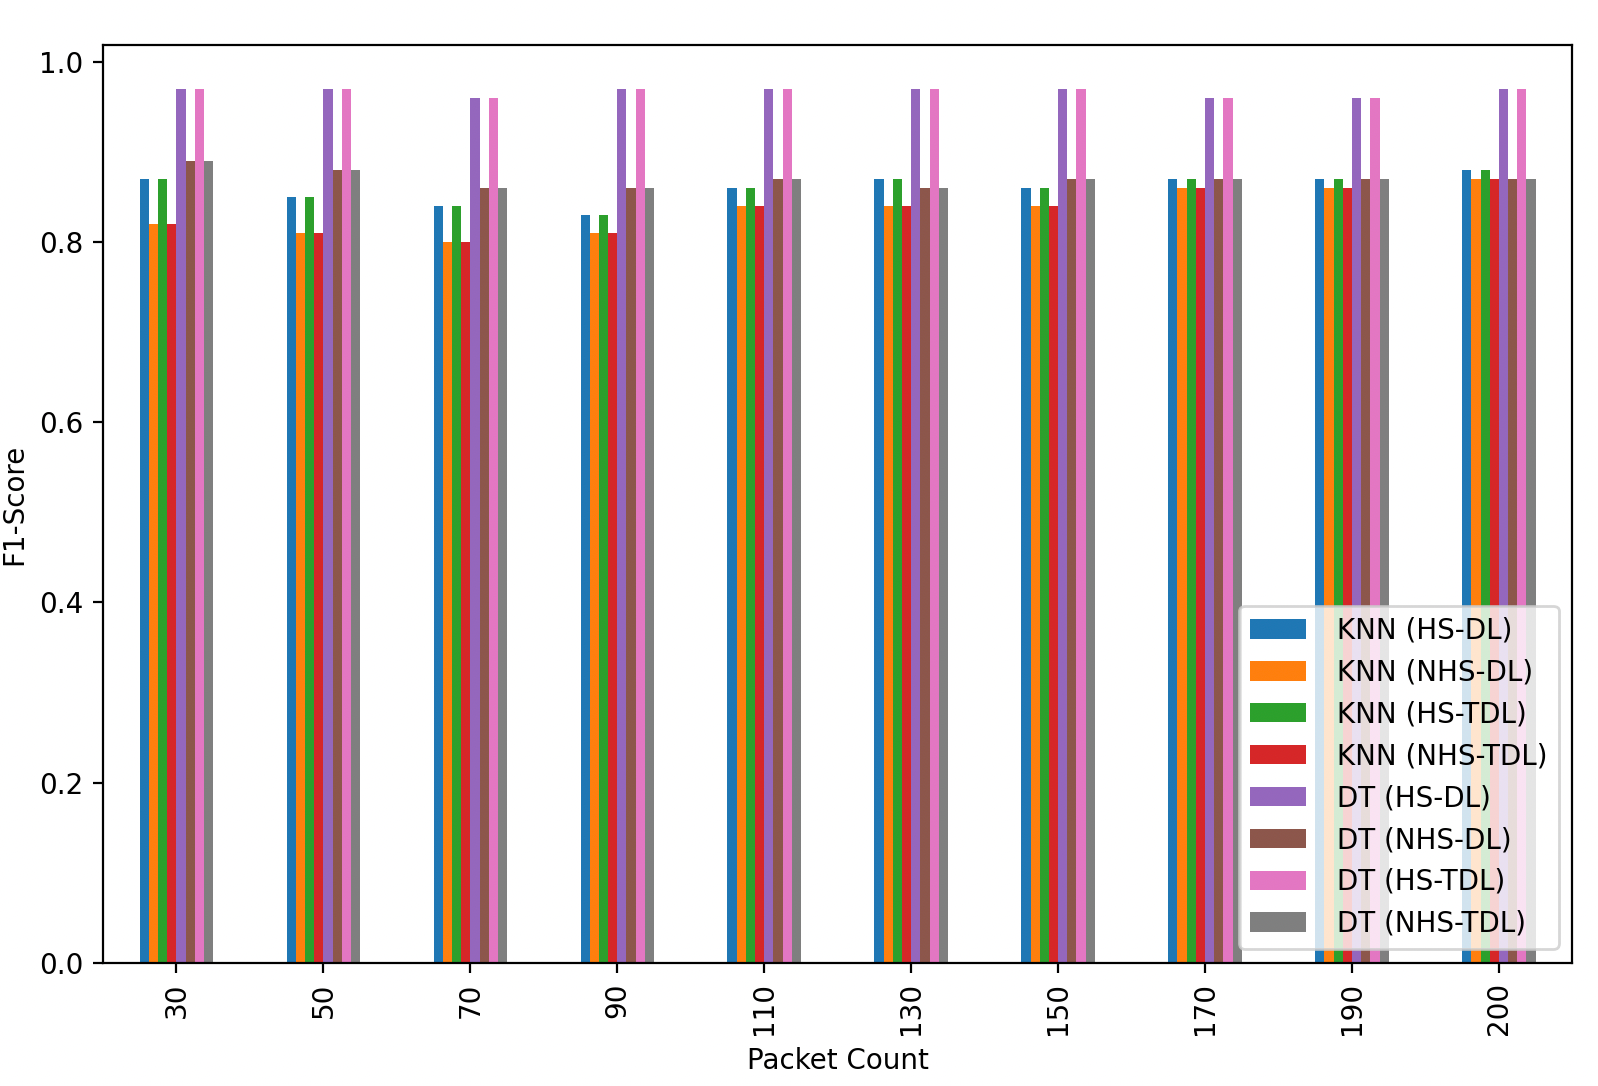 1.0
0.8
0.6
0.4
0.2
0.0
F1-Score
KNN (HS-DL)
KNN (NHS-DL)
KNN (HS-TDL)
KNN (NHS-TDL)
DT (HS-DL)
DT (NHS-DL)
DT (HS-TDL)
DT (NHS-TDL)
30
50
70
90
110
130
150
170
190
200
Packet Count